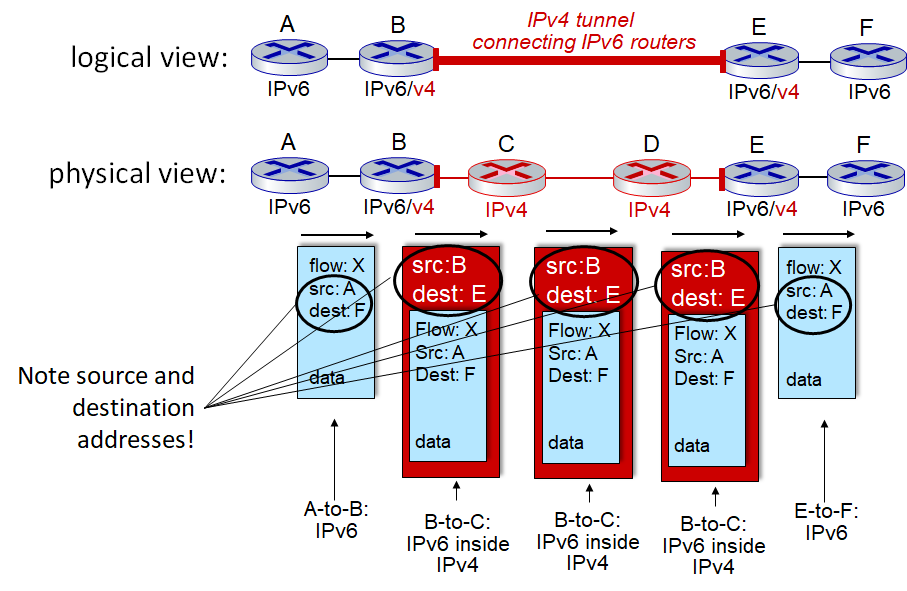 A
B
IPv4 tunnel
connecting IPv6 routers
E
F
logical view:
IPv6
IPv6/v4
IPv6/v4
IPv6
A
B
C
D
E
F
physical view:
IPv6
IPv6/v4
IPv4
IPv4
IPv6/v4
IPv6
flow: X
src: A
dest: F
data
src:B
dest: E
Flow: X
Src: A
Dest: F
data
src:B
dest: E
Flow: X
Src: A
Dest: F
data
src:B
dest: E
Flow: X
Src: A
Dest: F
data
flow: X
src: A
dest: F
data
Note source and
destination
addresses!
A-to-B:
IPv6
B-to-C:
IPv6 inside
IPv4
B-to-C:
IPv6 inside
IPv4
B-to-C:
IPv6 inside
IPv4
E-to-F:
IPv6